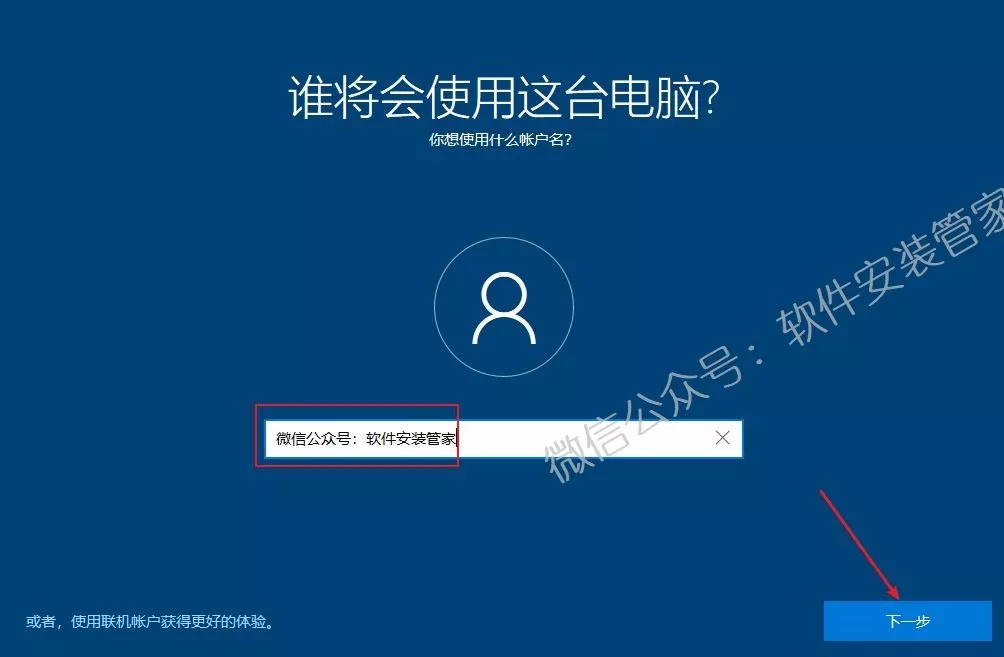 谁将会使用这台电脑?
你想使用什么帐户名?
微信公众号：软件安装管家
微信公众号：软件安装管家
或者，使用联机帐户获得更好的体验。
下一步